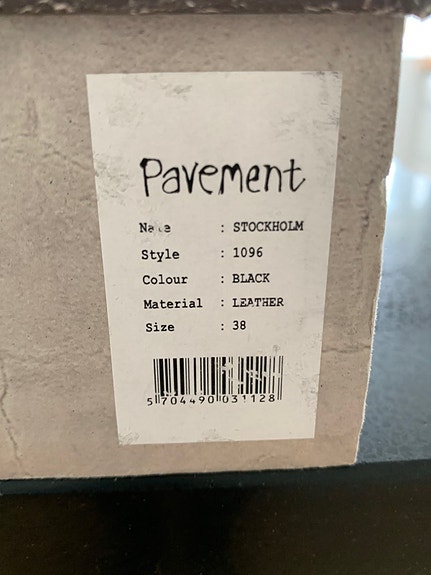 Pavement
: STOCKHOLM
Style : 1096
Colour : BLACK
Material : LEATHER
Size : 38
5 704490 031128